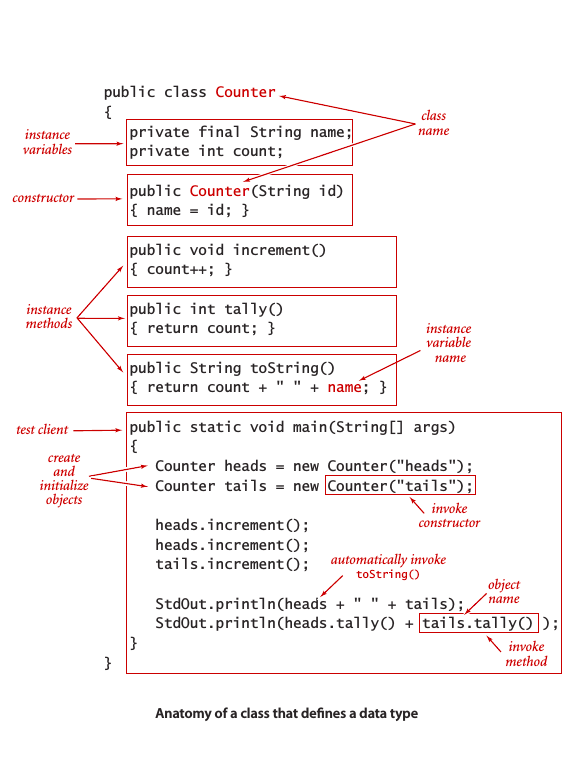 public class Counter
{
class
name
instance
variables
private final String name;
private int count;
constructor
public Counter(String id)
{ name = id; }
public void increment()
{ count++; }
instance
methods
public int tally()
{ return count; }
instance
variable
name
public String toString()
{ return count + " " + name; }
test client
public static void main(String[] args)
{
create
and
initialize
objects
Counter heads = new Counter("heads");
Counter tails = new Counter("tails");
invoke
constructor
heads.increment();
heads.increment();
tails.increment();
automatically invoke
toString()
object
name
StdOut.println(heads + " " + tails);
StdOut.println(heads.tally() + tails.tally() );
}
invoke
method
}
Anatomy of a class that defines a data type